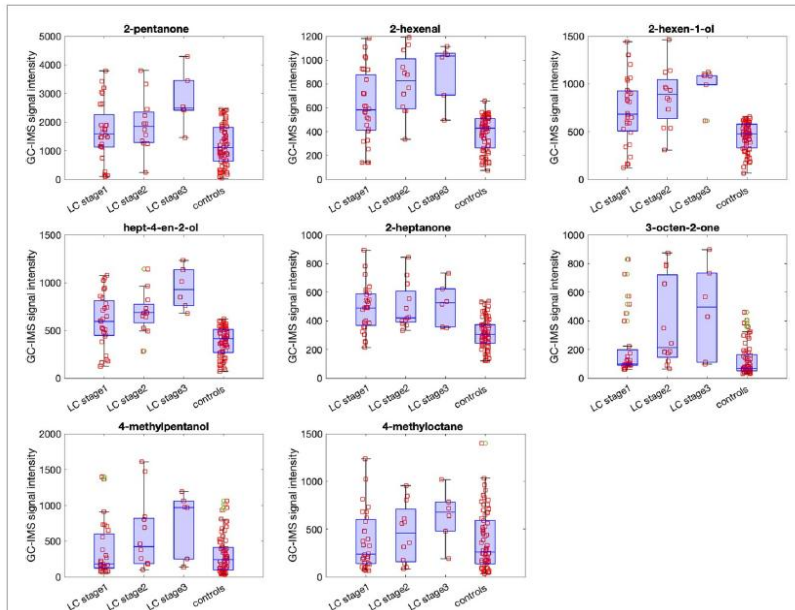 2-pentanone
5000
4000
3000
2000
1000
0
GC-IMS signal intensity
LC stage1
LC stage2
LC stage3
controls
2-hexenal
1200
1000
800
600
400
200
0
GC-IMS signal intensity
LC stage1
LC stage2
LC stage3
controls
2-hexen-1-ol
1500
1000
500
0
GC-IMS signal intensity
LC stage1
LC stage2
LC stage3
controls
hept-4-en-2-ol
1500
1000
500
0
GC-IMS signal intensity
LC stage1
LC stage2
LC stage3
controls
2-heptanone
1000
800
600
400
200
0
GC-IMS signal intensity
LC stage1
LC stage2
LC stage3
controls
3-octen-2-one
1000
800
600
400
200
0
GC-IMS signal intensity
LC stage1
LC stage2
LC stage3
controls
4-methylpentanol
2000
1500
1000
500
0
GC-IMS signal intensity
LC stage1
LC stage2
LC stage3
controls
4-methyloctane
1500
1000
500
0
GC-IMS signal intensity
LC stage1
LC stage2
LC stage3
controls